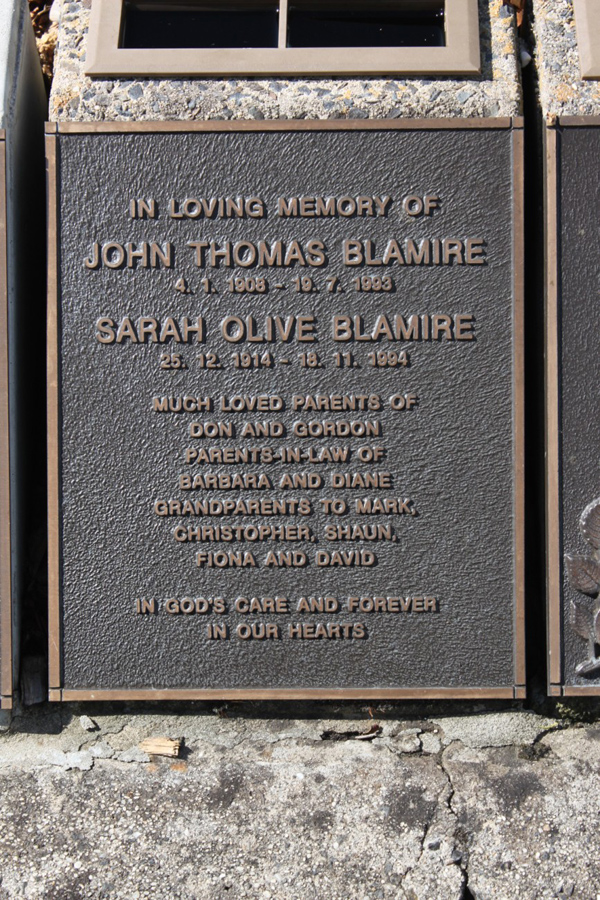 IN LOVING MEMORY OF
JOHN THOMAS BLAMIRE
4. 1. 1908 – 19. 7. 1993
SARAH OLIVE BLAMIRE
25. 12. 1914 – 18. 11. 1994
MUCH LOVED PARENTS OF
DON AND GORDON
PARENTS-IN-LAW OF
BARBARA AND DIANE
GRANDPARENTS TO MARK,
CHRISTOPHER, SHAUN,
FIONA AND DAVID
IN GOD'S CARE AND FOREVER
IN OUR HEARTS